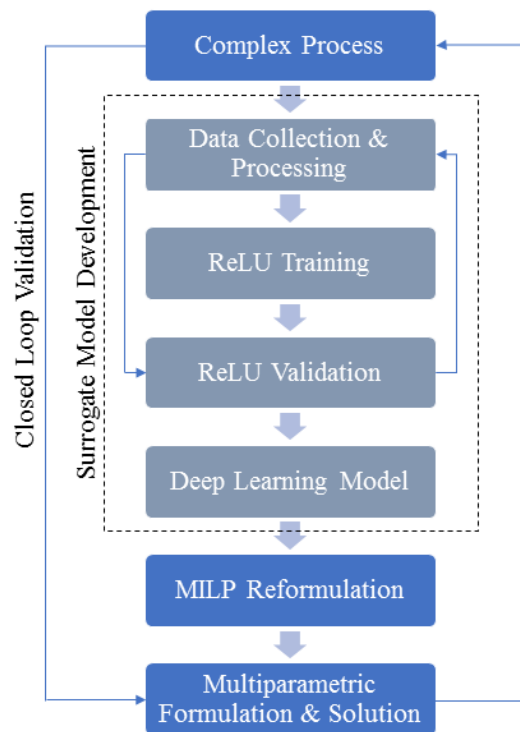 Complex Process
Data Collection &
Processing
ReLU Training
ReLU Validation
Deep Learning Model
MILP Reformulation
Multiparametric
Formulation & Solution
Closed Loop Validation
Surrogate Model Development